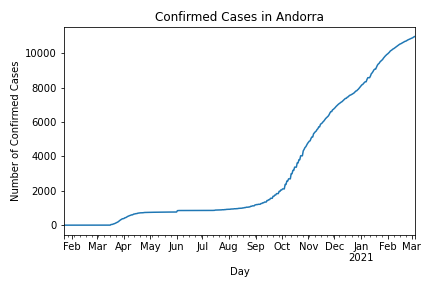 Confirmed Cases in Andorra
Number of Confirmed Cases
10000
8000
6000
4000
2000
0
Feb Mar Apr May Jun Jul Aug Sep Oct Nov Dec Jan Feb Mar
2021
Day